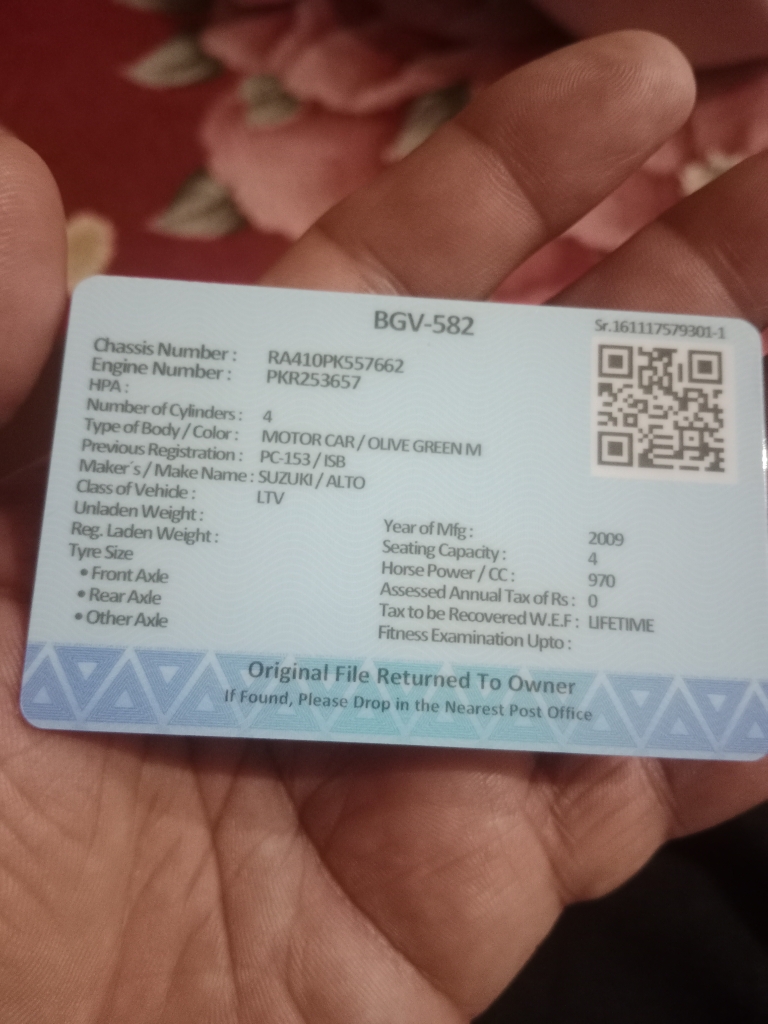 BGV-582
Sr.161117579301-1
Chassis Number : RA410PK557662
Engine Number : PKR253657
HPA :
Number of Cylinders : 4
Type of Body / Color : MOTOR CAR / OLIVE GREEN M
Previous Registration : PC-153 / ISB
Maker's / Make Name : SUZUKI / ALTO
Class of Vehicle : LTV
Unladen Weight :
Reg. Laden Weight :
Tyre Size
• Front Axle
• Rear Axle
• Other Axle
Year of Mfg : 2009
Seating Capacity : 4
Horse Power / CC : 970
Assessed Annual Tax of Rs : 0
Tax to be Recovered W.E.F : LIFETIME
Fitness Examination Upto :
Original File Returned To Owner
If Found, Please Drop in the Nearest Post Office